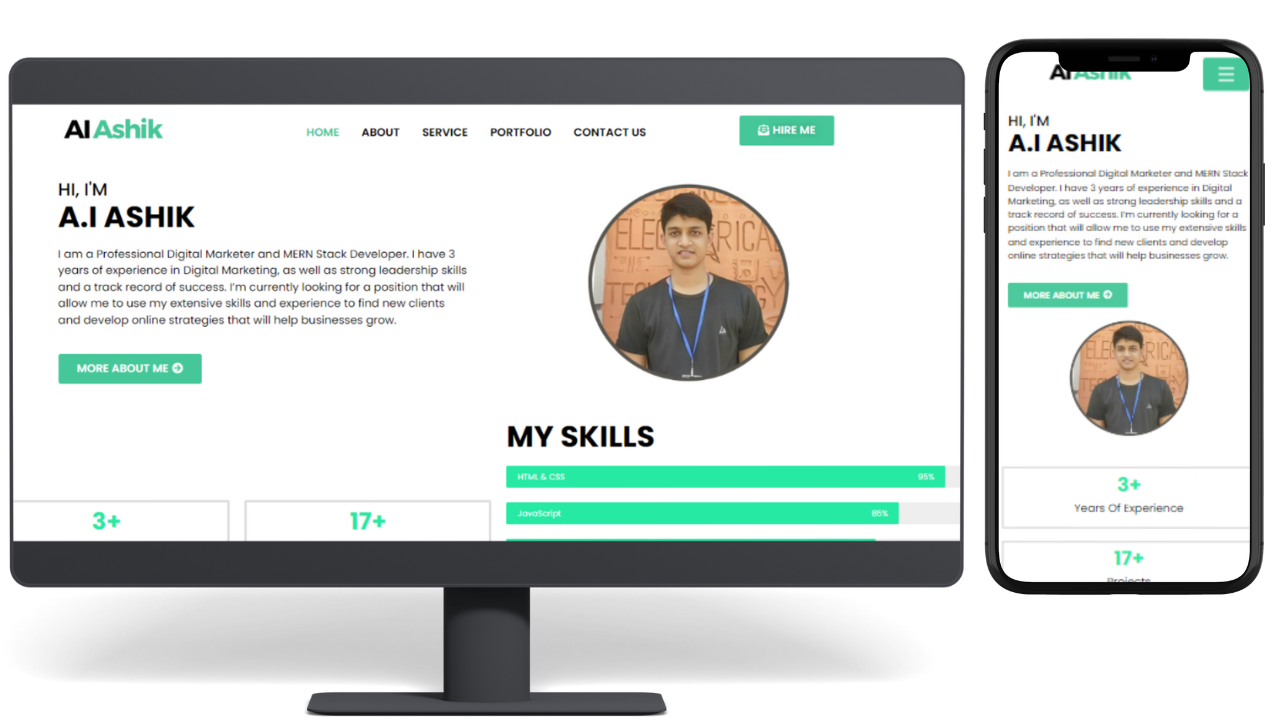 AI Ashik
HOME ABOUT SERVICE PORTFOLIO CONTACT US
HIRE ME
HI, I'M
A.I ASHIK
I am a Professional Digital Marketer and MERN Stack Developer. I have 3
years of experience in Digital Marketing, as well as strong leadership skills
and a track record of success. I'm currently looking for a position that will
allow me to use my extensive skills and experience to find new clients
and develop online strategies that will help businesses grow.
MORE ABOUT ME
ELECTRICAL
MY SKILLS
HTML & CSS 95%
JavaScript 85%
3+
17+
AI Ashik
HI, I'M
A.I ASHIK
I am a Professional Digital Marketer and MERN Stack
Developer. I have 3 years of experience in Digital
Marketing, as well as strong leadership skills and a
track record of success. I'm currently looking for a
position that will allow me to use my extensive skills
and experience to find new clients and develop
online strategies that will help businesses grow.
MORE ABOUT ME
3+
Years Of Experience
17+
Projects